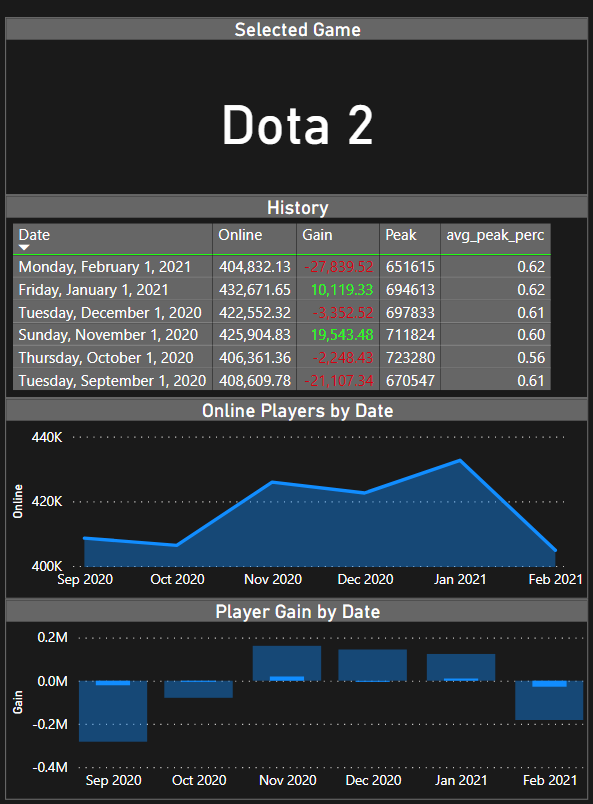 Selected Game
Dota 2
History
Date Online Gain Peak avg_peak_perc
Monday, February 1, 2021 404,832.13 -27,839.52 651615 0.62
Friday, January 1, 2021 432,671.65 10,119.33 694613 0.62
Tuesday, December 1, 2020 422,552.32 -3,352.52 697833 0.61
Sunday, November 1, 2020 425,904.83 19,543.48 711824 0.60
Thursday, October 1, 2020 406,361.36 -2,248.43 723280 0.56
Tuesday, September 1, 2020 408,609.78 -21,107.34 670547 0.61
Online Players by Date
440K
420K
400K
Online
Sep 2020 Oct 2020 Nov 2020 Dec 2020 Jan 2021 Feb 2021
Player Gain by Date
0.2M
0.0M
-0.2M
-0.4M
Gain
Sep 2020 Oct 2020 Nov 2020 Dec 2020 Jan 2021 Feb 2021